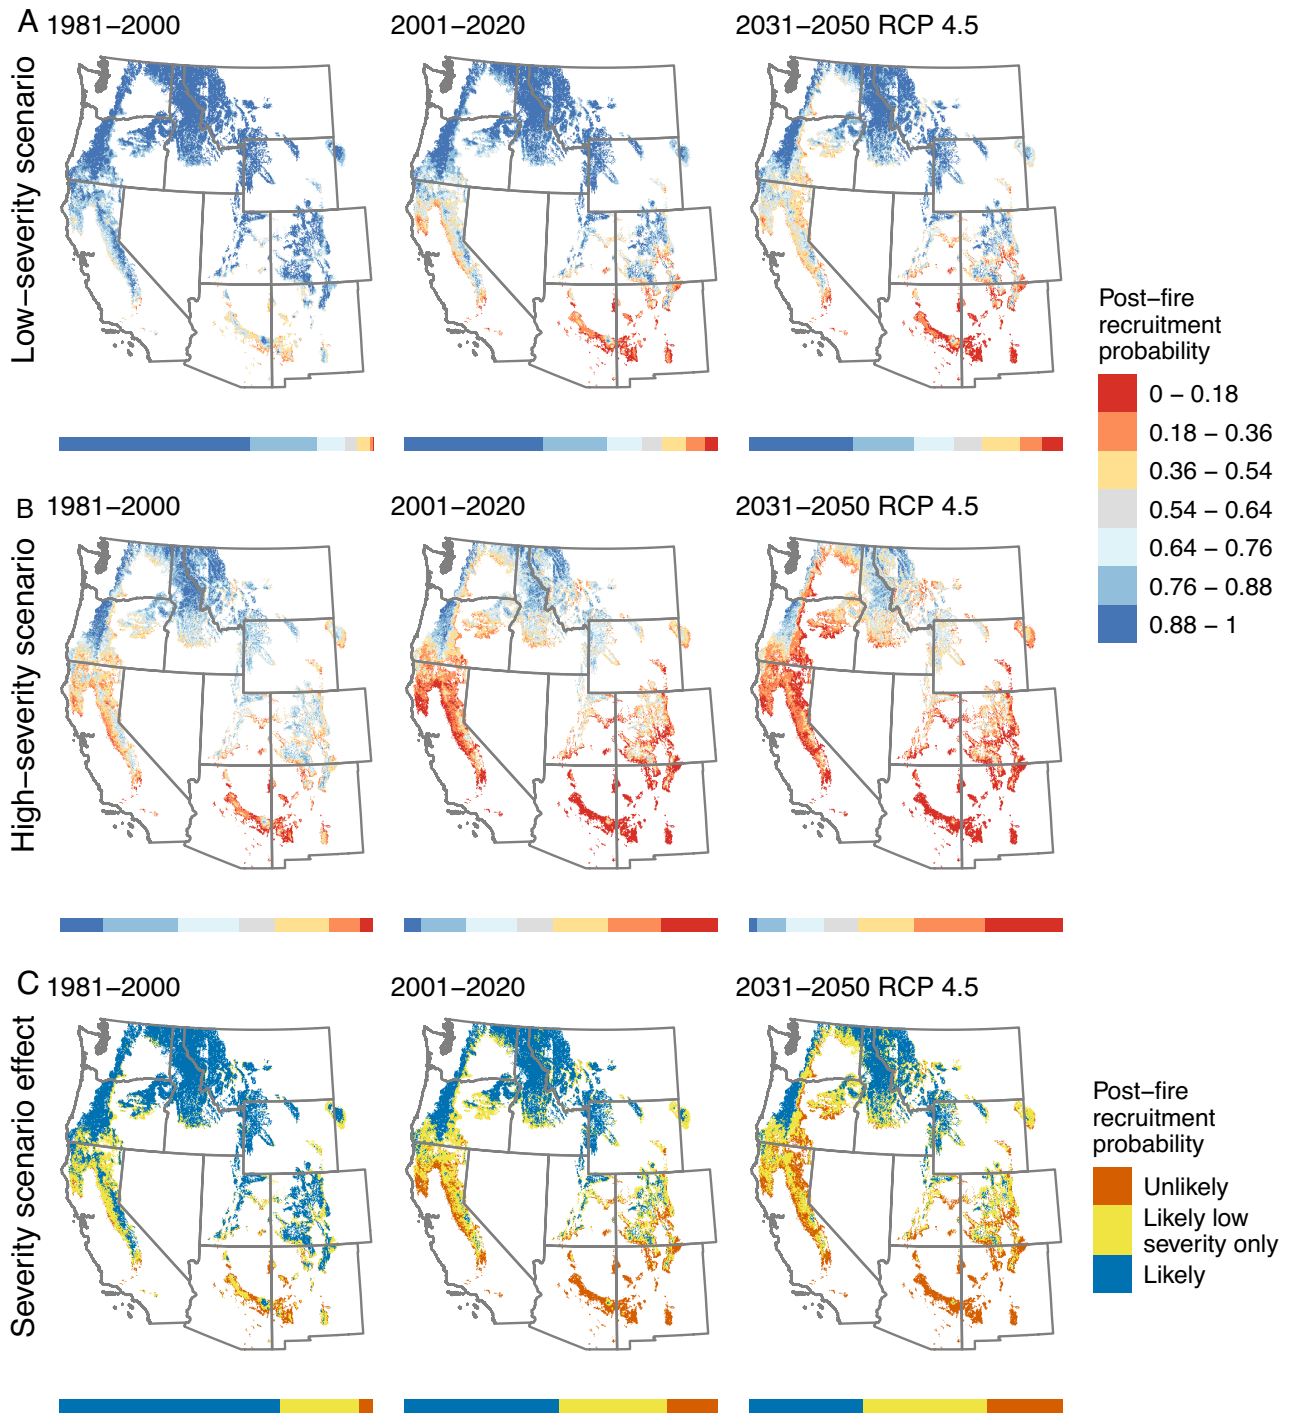 A
1981−2000
2001−2020
2031−2050 RCP 4.5
Low−severity scenario
Post−fire
recruitment
probability
0 − 0.18
0.18 − 0.36
0.36 − 0.54
0.54 − 0.64
0.64 − 0.76
0.76 − 0.88
0.88 − 1
B
1981−2000
2001−2020
2031−2050 RCP 4.5
High−severity scenario
C
1981−2000
2001−2020
2031−2050 RCP 4.5
Severity scenario effect
Post−fire
recruitment
probability
Unlikely
Likely low
severity only
Likely